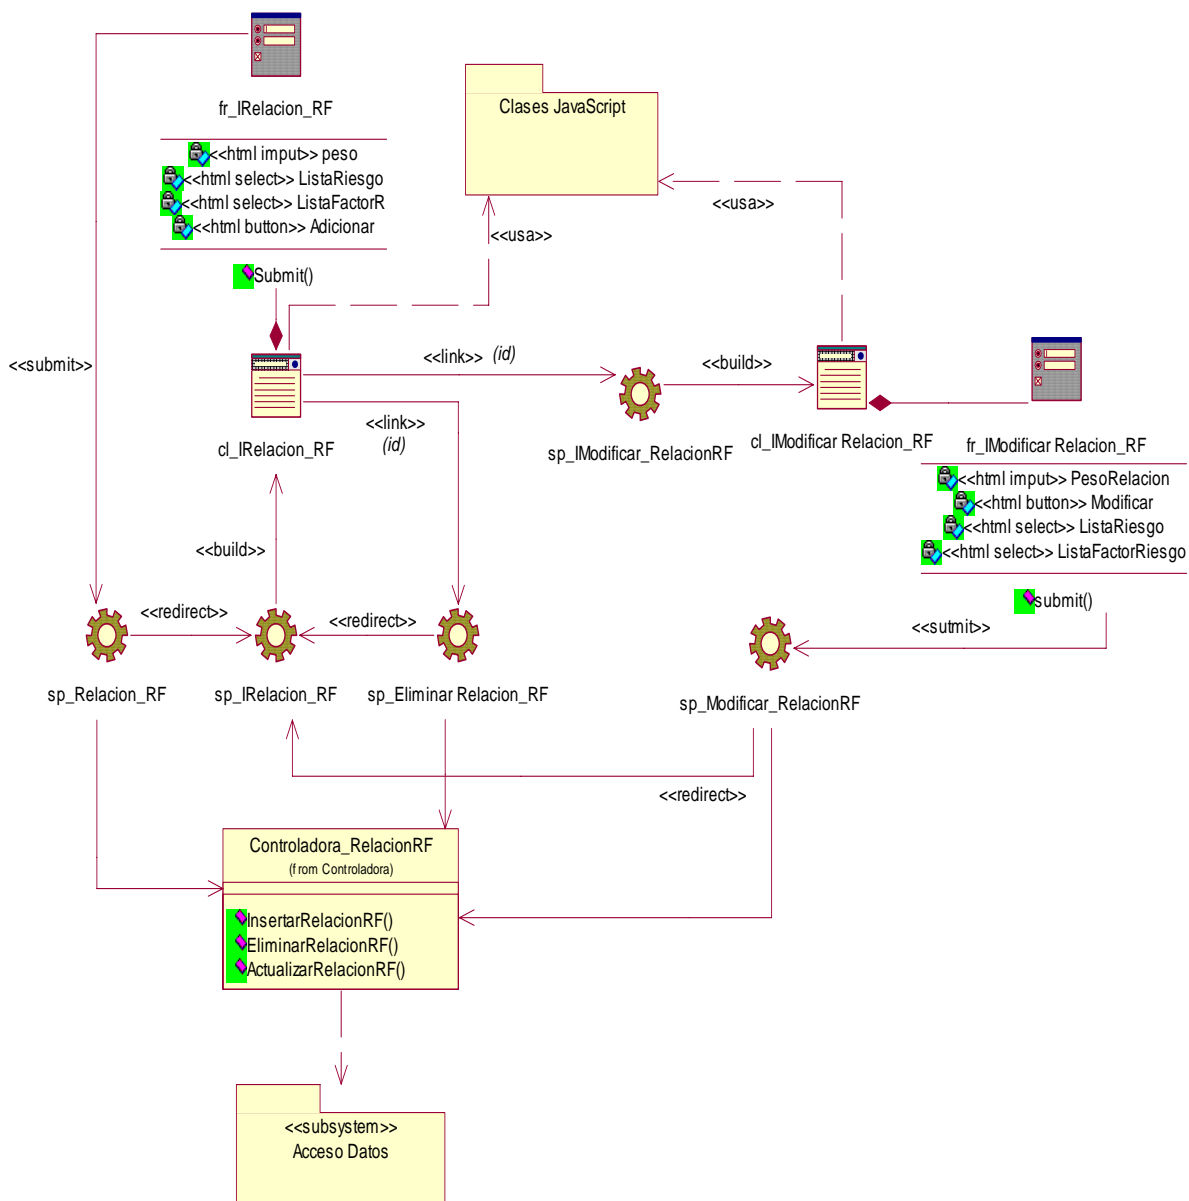 fr_IRelacion_RF
<<html imput>> peso
<<html select>> ListaRiesgo
<<html select>> ListaFactorR
<<html button>> Adicionar
Submit()
Clases JavaScript
<<usa>>
<<usa>>
<<submit>>
<<link>> (id)
<<build>>
<<link>>
(id)
cl_IRelacion_RF
sp_IModificar_RelacionRF
cl_IModificar Relacion_RF
fr_IModificar Relacion_RF
<<html imput>> PesoRelacion
<<html button>> Modificar
<<html select>> ListaRiesgo
<<html select>> ListaFactorRiesgo
submit()
<<build>>
<<redirect>>
<<redirect>>
<<sutmit>>
sp_Relacion_RF
sp_IRelacion_RF
sp_Eliminar Relacion_RF
sp_Modificar_RelacionRF
<<redirect>>
Controladora_RelacionRF
(from Controladora)
InsertarRelacionRF()
EliminarRelacionRF()
ActualizarRelacionRF()
<<subsystem>>
Acceso Datos